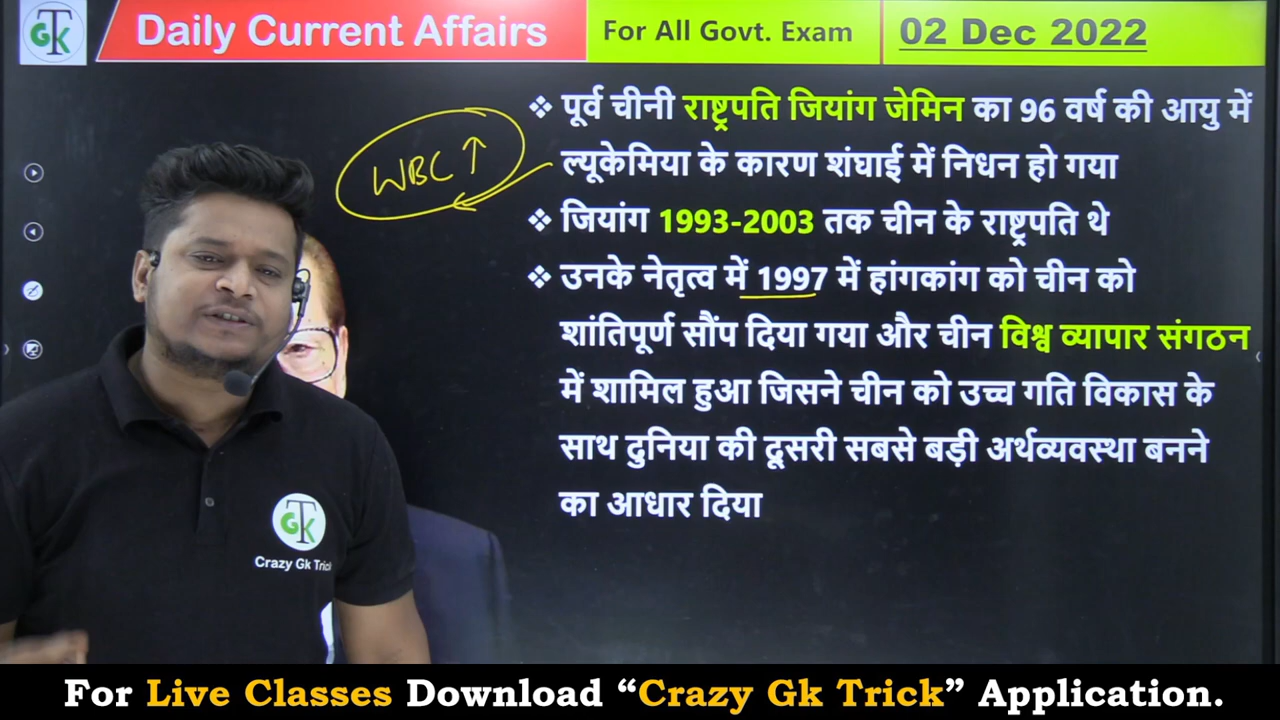 TGK
Daily Current Affairs
For All Govt. Exam
02 Dec 2022
❖ पूर्व चीनी राष्ट्रपति जियांग जेमिन का 96 वर्ष की आयु में
ल्यूकेमिया के कारण शंघाई में निधन हो गया
WBC ↑
❖ जियांग 1993-2003 तक चीन के राष्ट्रपति थे
❖ उनके नेतृत्व में 1997 में हांगकांग को चीन को
शांतिपूर्ण सौंप दिया गया और चीन विश्व व्यापार संगठन
में शामिल हुआ जिसने चीन को उच्च गति विकास के
साथ दुनिया की दूसरी सबसे बड़ी अर्थव्यवस्था बनने
का आधार दिया
TGK
Crazy Gk Trick
For Live Classes Download “Crazy Gk Trick” Application.